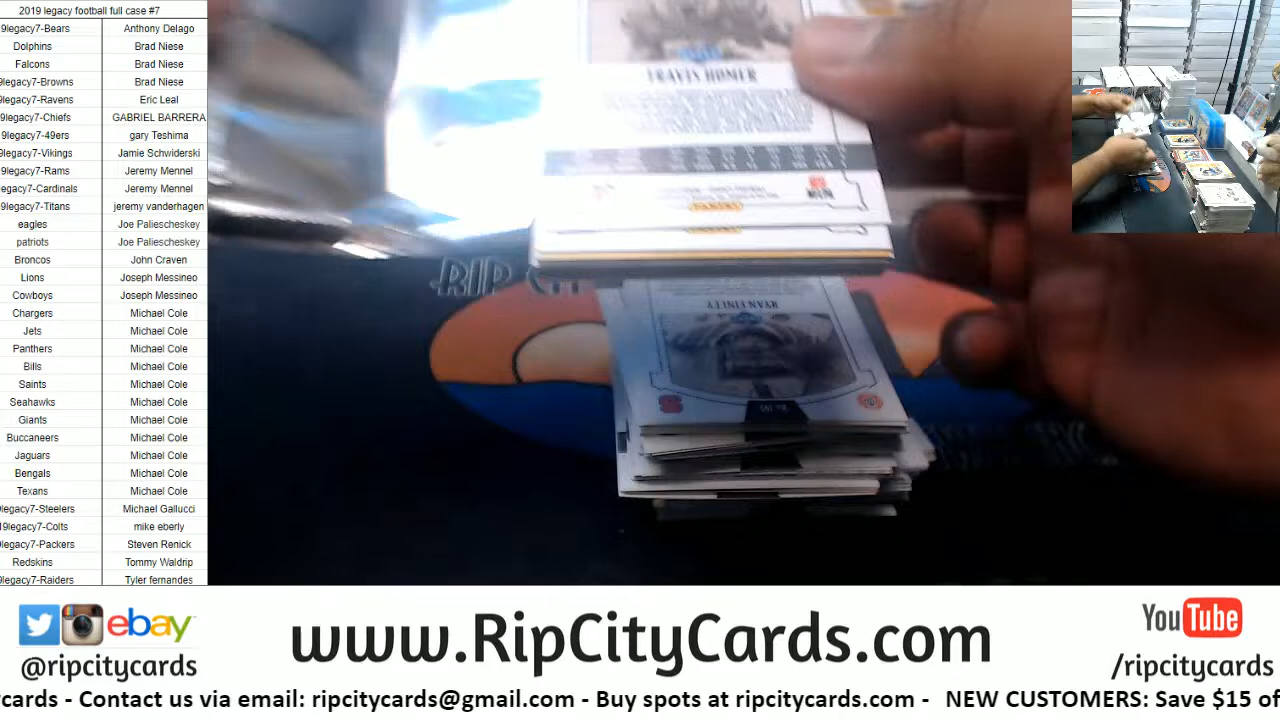 2019 legacy football full case #7
9legacy7-Bears Anthony Delago
Dolphins Brad Niese
Falcons Brad Niese
9legacy7-Browns Brad Niese
9legacy7-Ravens Eric Leal
9legacy7-Chiefs GABRIEL BARRERA
9legacy7-49ers gary Teshima
9legacy7-Vikings Jamie Schwiderski
9legacy7-Rams Jeremy Mennel
egacy7-Cardinals Jeremy Mennel
9legacy7-Titans jeremy vanderhagen
eagles Joe Paliescheskey
patriots Joe Paliescheskey
Broncos John Craven
Lions Joseph Messineo
Cowboys Joseph Messineo
Chargers Michael Cole
Jets Michael Cole
Panthers Michael Cole
Bills Michael Cole
Saints Michael Cole
Seahawks Michael Cole
Giants Michael Cole
Buccaneers Michael Cole
Jaguars Michael Cole
Bengals Michael Cole
Texans Michael Cole
9legacy7-Steelers Michael Gallucci
19legacy7-Colts mike eberly
9legacy7-Packers Steven Renick
Redskins Tommy Waldrip
9legacy7-Raiders Tyler fernandes
TRAVIS HOMER
PANINI
RIP CI
RYAN FINLEY
ebay
@ripcitycards
www.RipCityCards.com
YouTube
/ripcitycards
cards - Contact us via email: ripcitycards@gmail.com - Buy spots at ripcitycards.com - NEW CUSTOMERS: Save $15 of